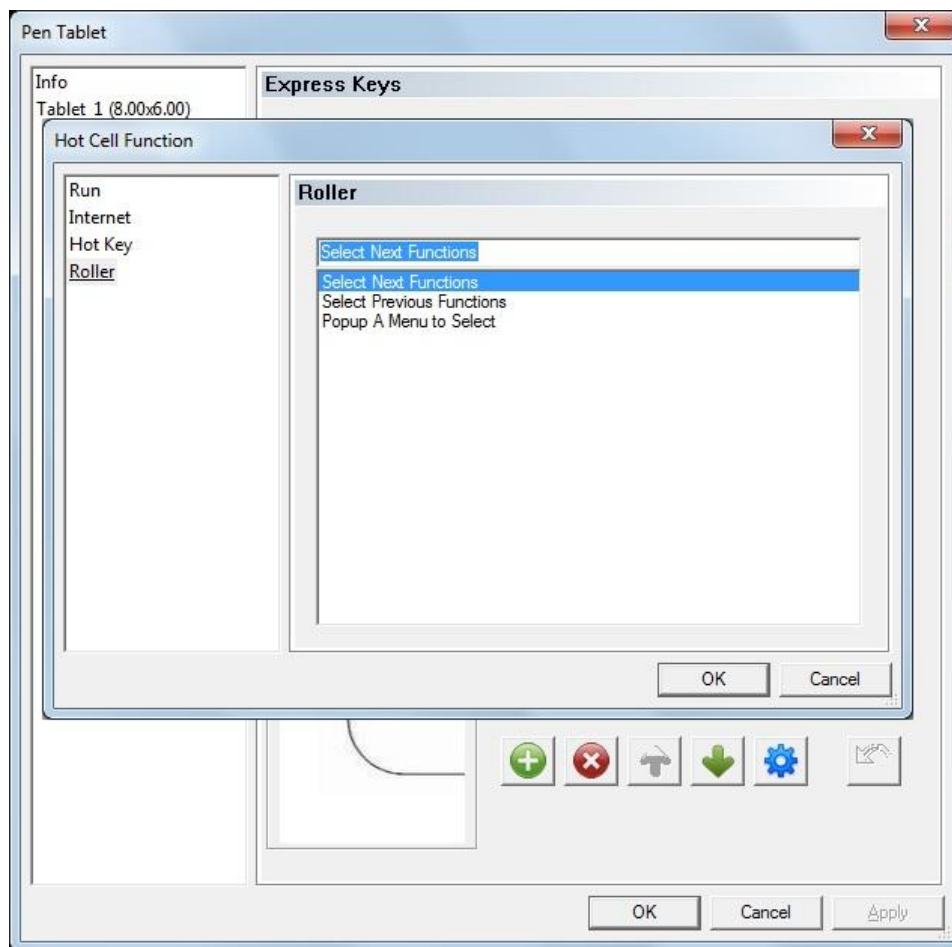 Pen Tablet
Info
Tablet 1 (8.00x6.00)
Express Keys
Hot Cell Function
Run
Internet
Hot Key
Roller
Roller
Select Next Functions
Select Next Functions
Select Previous Functions
Popup A Menu to Select
OK
Cancel
OK
Cancel
Apply